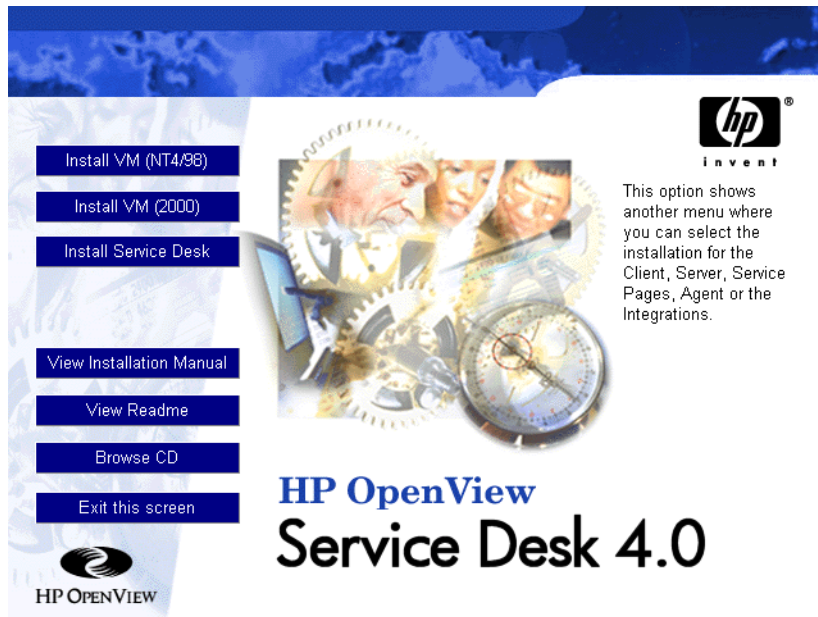 hp
®
invent
Install VM (NT4/98)
Install VM (2000)
Install Service Desk
This option shows
another menu where
you can select the
installation for the
Client, Server, Service
Pages, Agent or the
Integrations.
View Installation Manual
View Readme
Browse CD
Exit this screen
HP OpenView
Service Desk 4.0
HP OPENVIEW